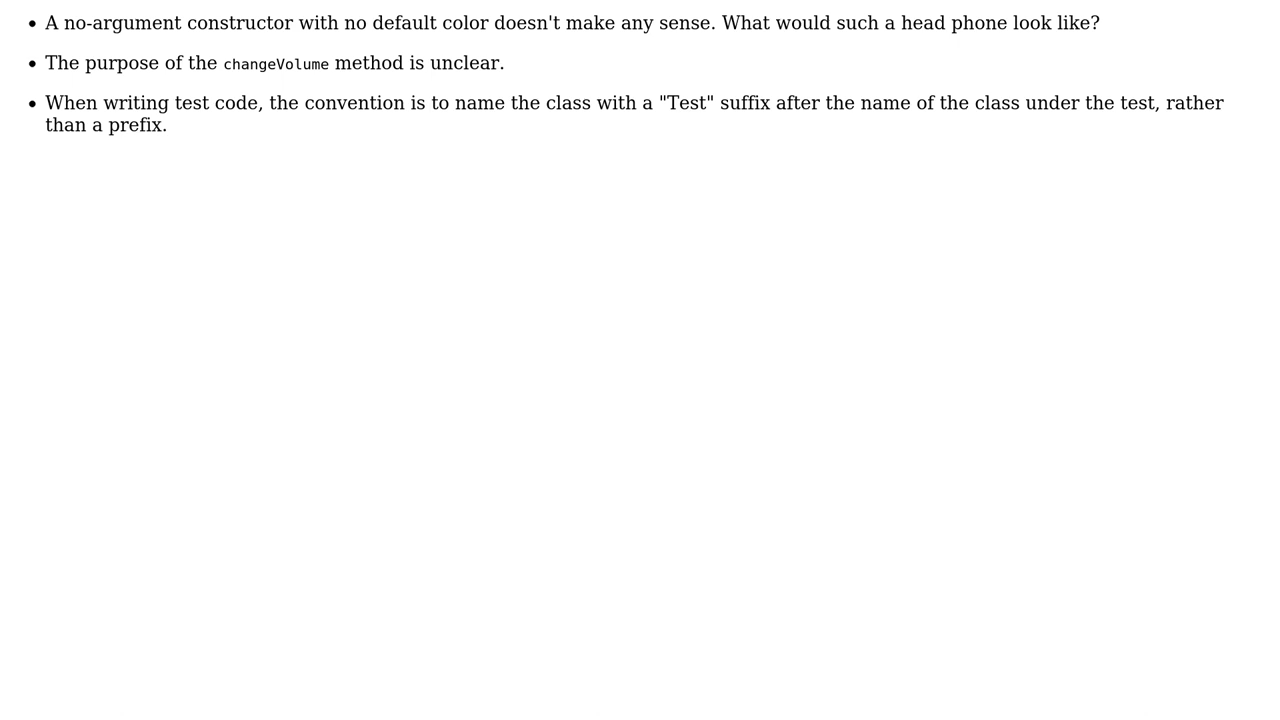 • A no-argument constructor with no default color doesn't make any sense. What would such a head phone look like?
• The purpose of the changeVolume method is unclear.
• When writing test code, the convention is to name the class with a "Test" suffix after the name of the class under the test, rather
than a prefix.